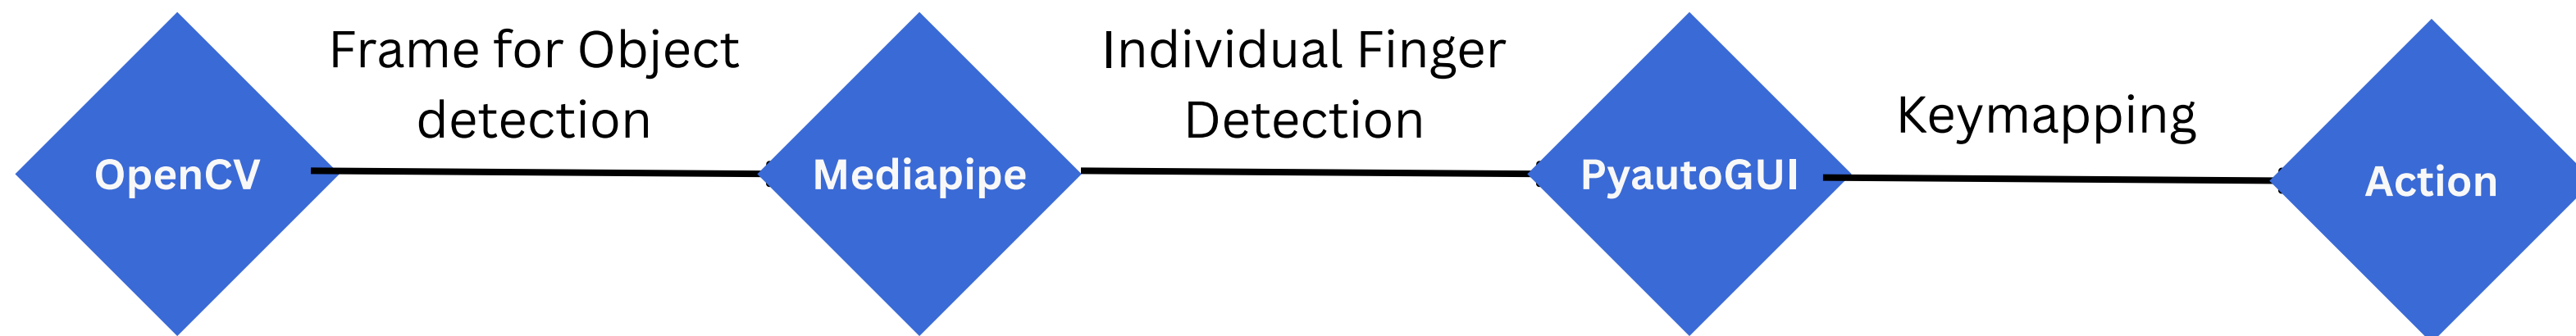 OpenCV
Frame for Object
detection
Mediapipe
Individual Finger
Detection
PyautoGUI
Keymapping
Action